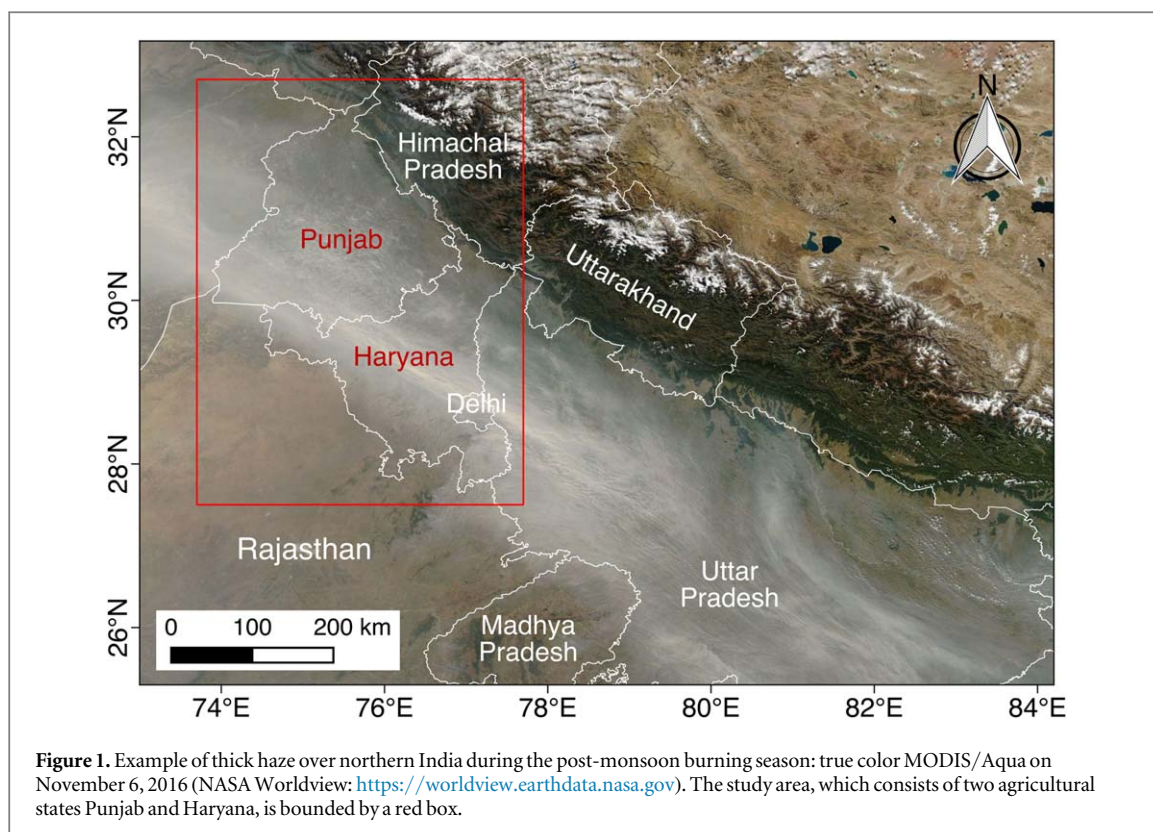 N
32°N
30°N
28°N
26°N
Himachal
Pradesh
Punjab
Uttarakhand
Haryana
Delhi
Rajasthan
Uttar
Pradesh
Madhya
Pradesh
0 100 200 km
74°E 76°E 78°E 80°E 82°E 84°E
Figure 1. Example of thick haze over northern India during the post-monsoon burning season: true color MODIS/Aqua on
November 6, 2016 (NASA Worldview: https://worldview.earthdata.nasa.gov). The study area, which consists of two agricultural
states Punjab and Haryana, is bounded by a red box.